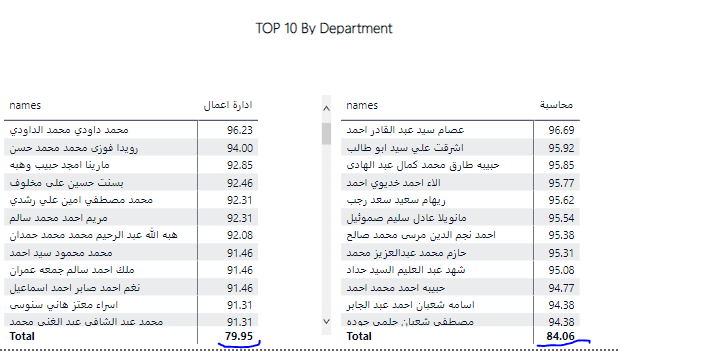 TOP 10 By Department
names ادارة اعمال
محمد داودي محمد الداودي 96.23
رويدا فوزى محمد محمد حسن 94.00
مارينا امجد حبيب وهبه 92.85
بسنت حسين على مخلوف 92.46
محمد مصطفي امين علي رشدي 92.31
مريم احمد محمد سالم 92.31
هبه الله عبد الرحيم محمد محمد حمدان 92.08
محمد محمود سيد احمد 91.46
ملك احمد سالم جمعه عمران 91.46
نغم احمد صابر احمد اسماعيل 91.46
اسراء معتز هاني سنوسى 91.31
محمد عبد الشافى عبد الغنى محمد 91.31
Total 79.95
names محاسبة
عصام سيد عبد القادر احمد 96.69
اشرقت علي سيد ابو طالب 95.92
حبيبه طارق محمد كمال عبد الهادى 95.85
الاء احمد خديوي احمد 95.77
ريهام سعيد سعد رجب 95.62
مانويلا عادل سليم صموئيل 95.54
احمد نجم الدين مرسى محمد صالح 95.38
حازم محمد عبدالعزيز محمد 95.31
شهد عبد العليم السيد حداد 95.08
حبيبه احمد محمد احمد 94.77
اسامه شعبان احمد عبد الجابر 94.38
مصطفى شعبان حلمى جوده 94.38
Total 84.06